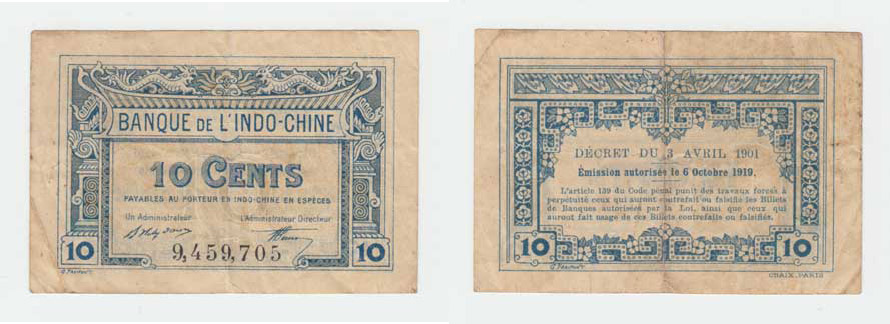 BANQUE DE L'INDO-CHINE
10 CENTS
PAYABLES AU PORTEUR EN INDO-CHINE EN ESPÈCES
Un Administrateur L'Administrateur Directeur
9,459,705
10 10
DÉCRET DU 3 AVRIL 1901
Émission autorisée le 6 Octobre 1919.
L'article 139 du Code pénal punit des travaux forcés à
perpétuité ceux qui auront contrefait ou falsifié les Billets
de Banques autorisées par la Loi, ainsi que ceux qui
auront fait usage de ces Billets contrefaits ou falsifiés.
10 10
CHAIX. PARIS